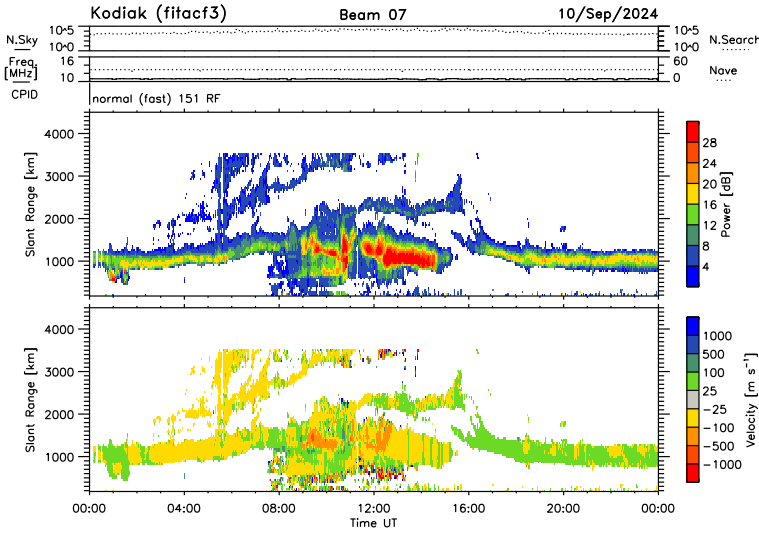 Kodiak (fitacf3) Beam 07 10/Sep/2024
N.Sky 10^5 10^0 10^5 10^0 N.Search
Freq. [MHz] 16 10 60 0 Nave
CPID normal (fast) 151 RF
Slant Range [km] 4000 3000 2000 1000
Power [dB] 28 24 20 16 12 8 4
Slant Range [km] 4000 3000 2000 1000
Velocity [m s⁻¹] 1000 500 100 25 −25 −100 −500 −1000
00:00 04:00 08:00 12:00 16:00 20:00 00:00
Time UT